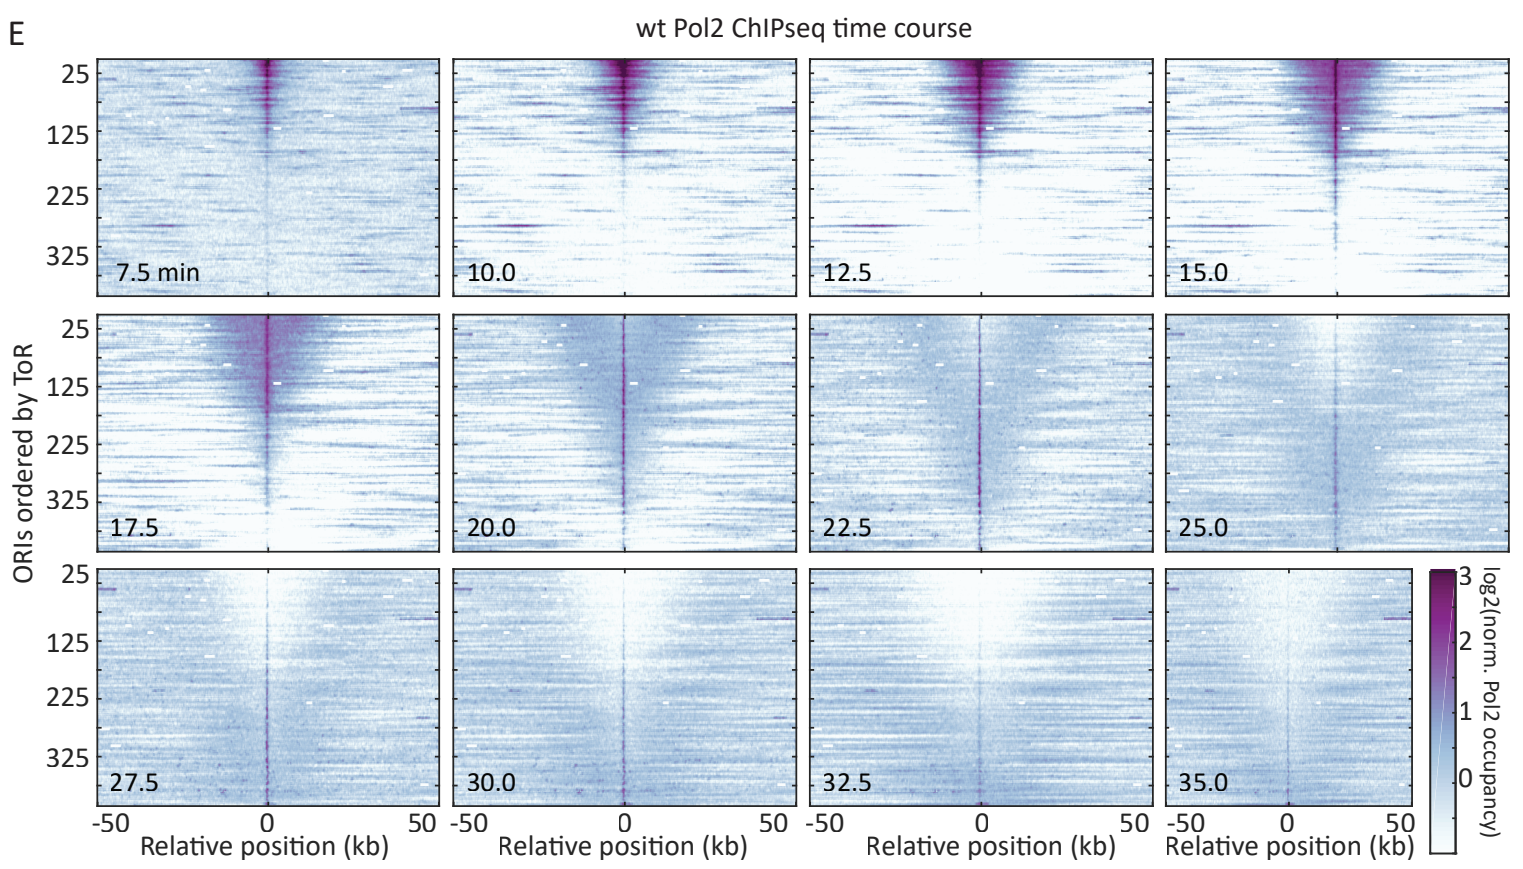 E
wt Pol2 ChIPseq time course
ORIs ordered by ToR
25
125
225
325
7.5 min
10.0
12.5
15.0
25
125
225
325
17.5
20.0
22.5
25.0
25
125
225
325
27.5
30.0
32.5
35.0
-50 0 50
-50 0 50
-50 0 50
-50 0 50
Relative position (kb)
Relative position (kb)
Relative position (kb)
Relative position (kb)
3
2
1
0
log2(norm. Pol2 occupancy)